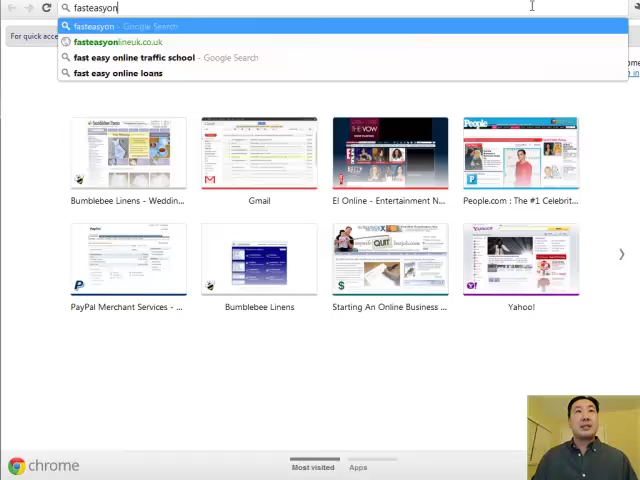 fasteasyon
fasteasyon - Google Search
For quick acces
fasteasyonlineuk.co.uk
fast easy online traffic school - Google Search
fast easy online loans
Bumblebee Linens - Weddin...
Gmail
E! Online - Entertainment N...
People.com : The #1 Celebrit...
PayPal Merchant Services - ...
Bumblebee Linens
Starting An Online Business ...
Yahoo!
chrome
Most visited
Apps